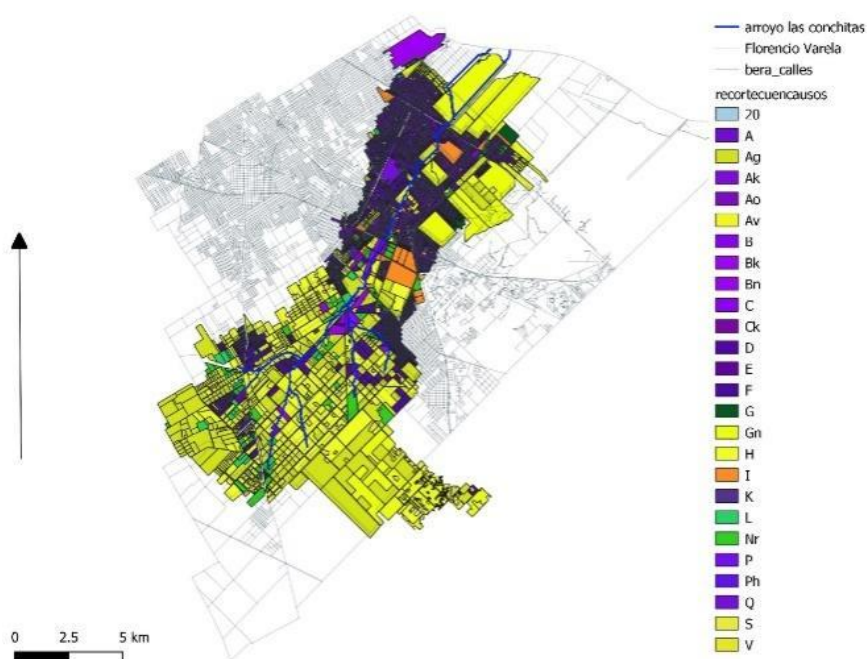 arroyo las conchitas
Florencio Varela
bera_calles
recortecuencausos
20
A
Ag
Ak
Ao
Av
B
Bk
Bn
C
Ck
D
E
F
G
Gn
H
I
K
L
Nr
P
Ph
Q
S
V
0 2.5 5 km